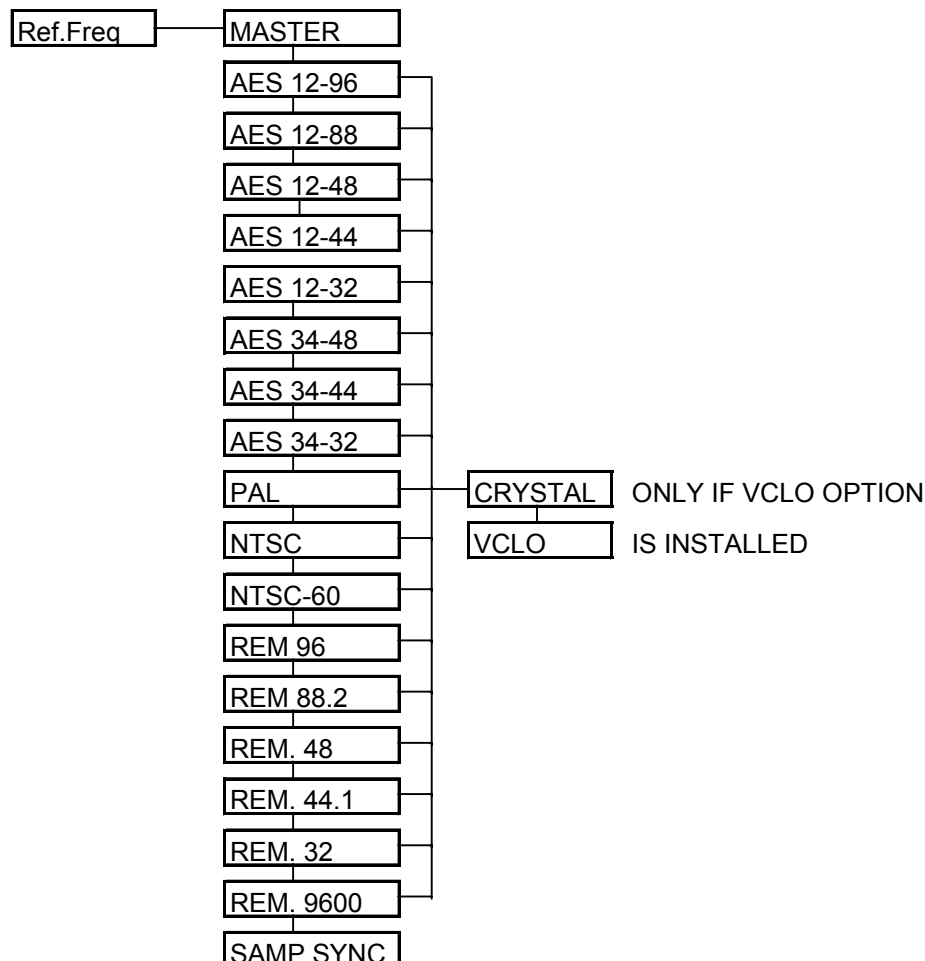 Ref.Freq
MASTER
AES 12-96
AES 12-88
AES 12-48
AES 12-44
AES 12-32
AES 34-48
AES 34-44
AES 34-32
PAL
CRYSTAL
ONLY IF VCLO OPTION
NTSC
VCLO
IS INSTALLED
NTSC-60
REM 96
REM 88.2
REM. 48
REM. 44.1
REM. 32
REM. 9600
SAMP SYNC